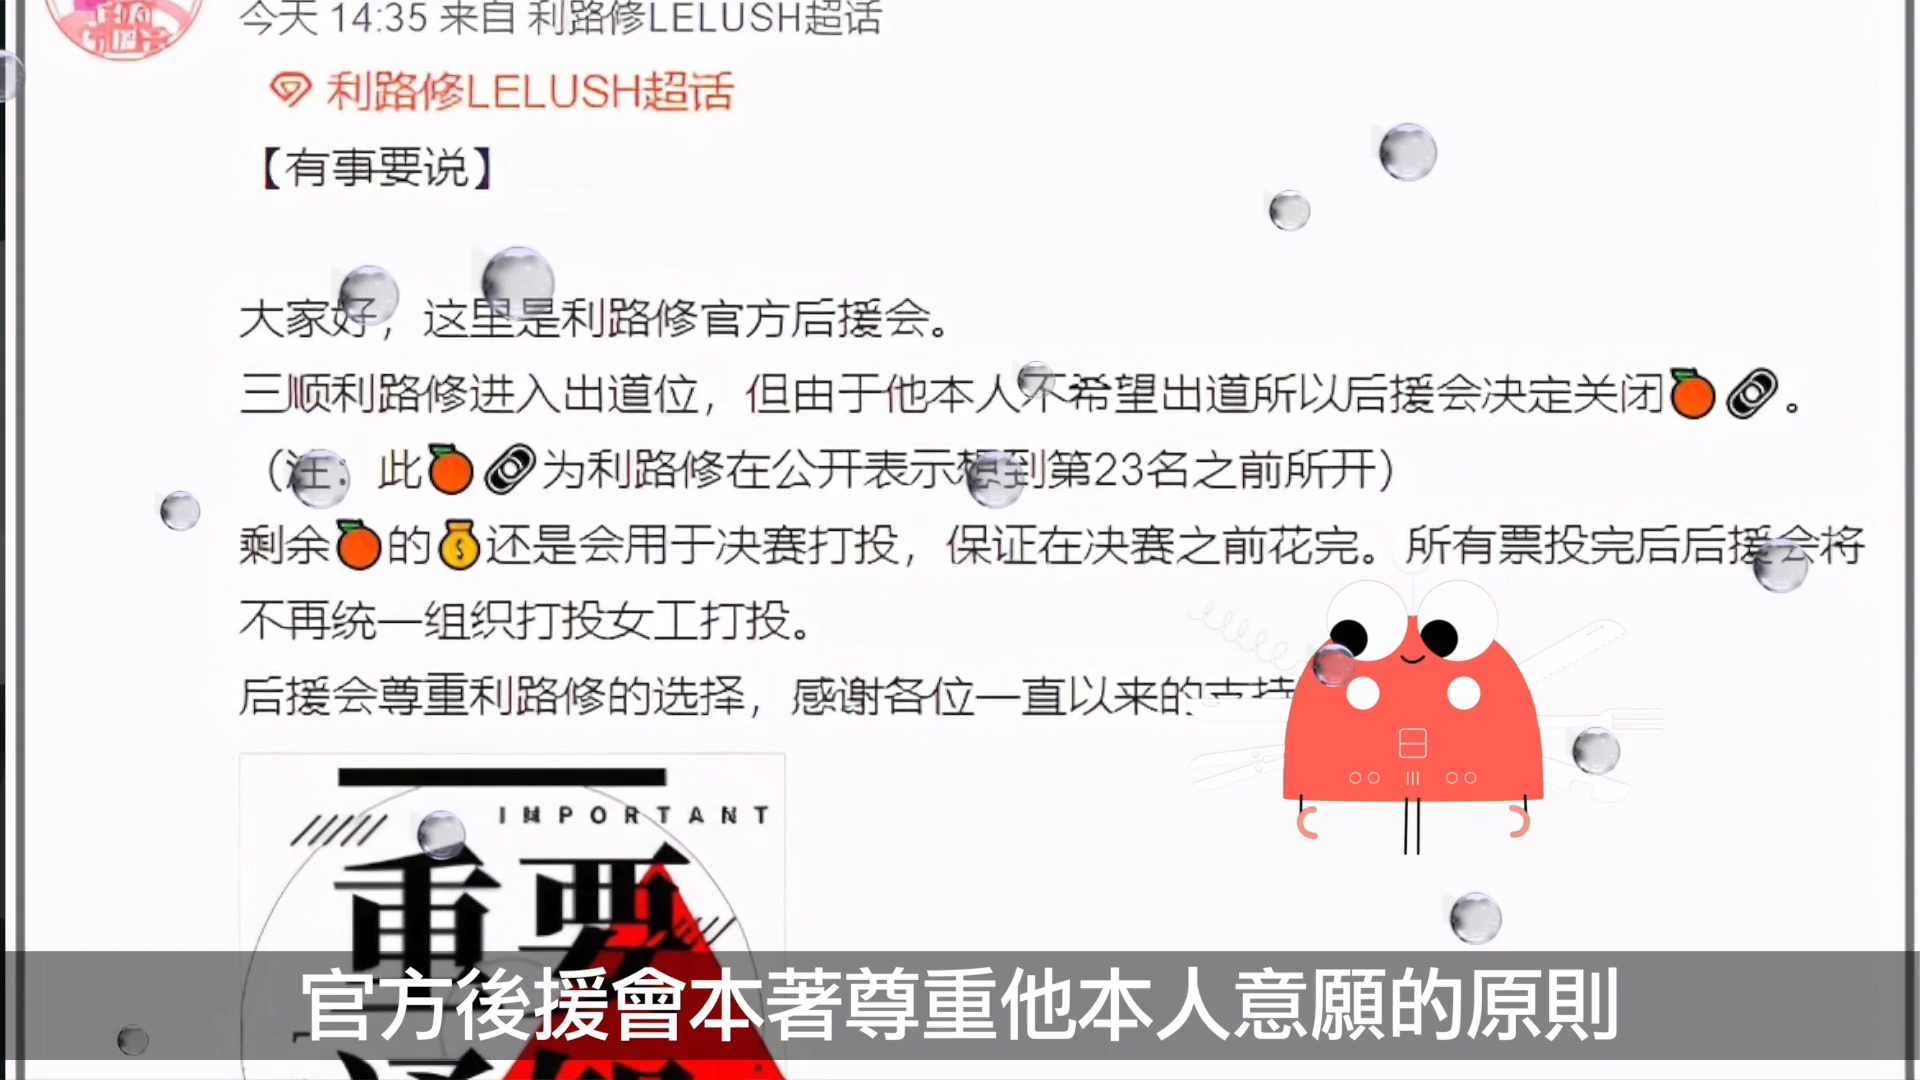 今天 14:35 来自 利路修LELUSH超话
利路修LELUSH超话
【有事要说】
大家好，这里是利路修官方后援会。
三顺利路修进入出道位，但由于他本人不希望出道所以后援会决定关闭🍊🔗。
（注：此🍊🔗为利路修在公开表示想到第23名之前所开）
剩余🍊的💰还是会用于决赛打投，保证在决赛之前花完。所有票投完后后援会将
不再统一组织打投女工打投。
后援会尊重利路修的选择，感谢各位一直以来的支持
IMPORTANT
重要
官方後援會本著尊重他本人意願的原則